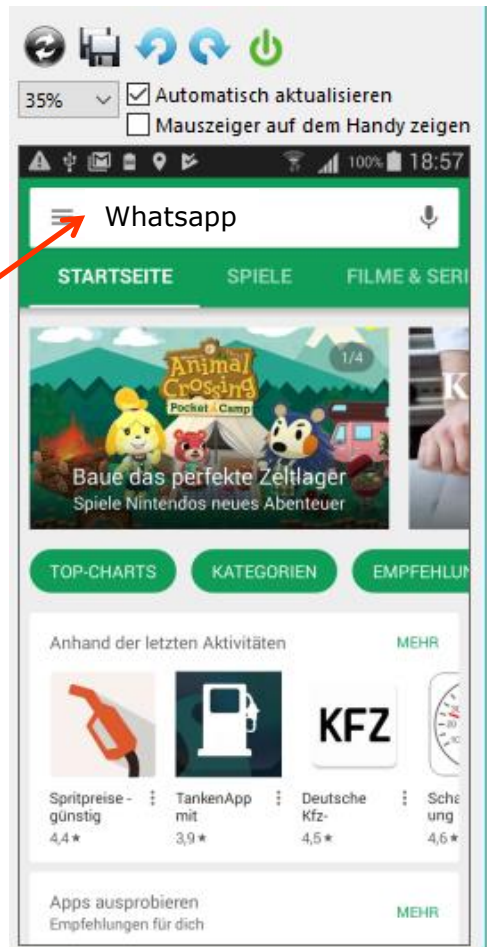 35%
Automatisch aktualisieren
Mauszeiger auf dem Handy zeigen
100% 18:57
Whatsapp
STARTSEITE SPIELE FILME & SERI
1/4
Animal
Crossing
Pocket Camp
K
Baue das perfekte Zeltlager
Spiele Nintendos neues Abenteuer
TOP-CHARTS KATEGORIEN EMPFEHLUN
Anhand der letzten Aktivitäten MEHR
KFZ
Spritpreise - TankenApp Deutsche Scha
günstig mit Kfz- ung
4,4★ 3,9★ 4,5★ 4,6★
Apps ausprobieren MEHR
Empfehlungen für dich